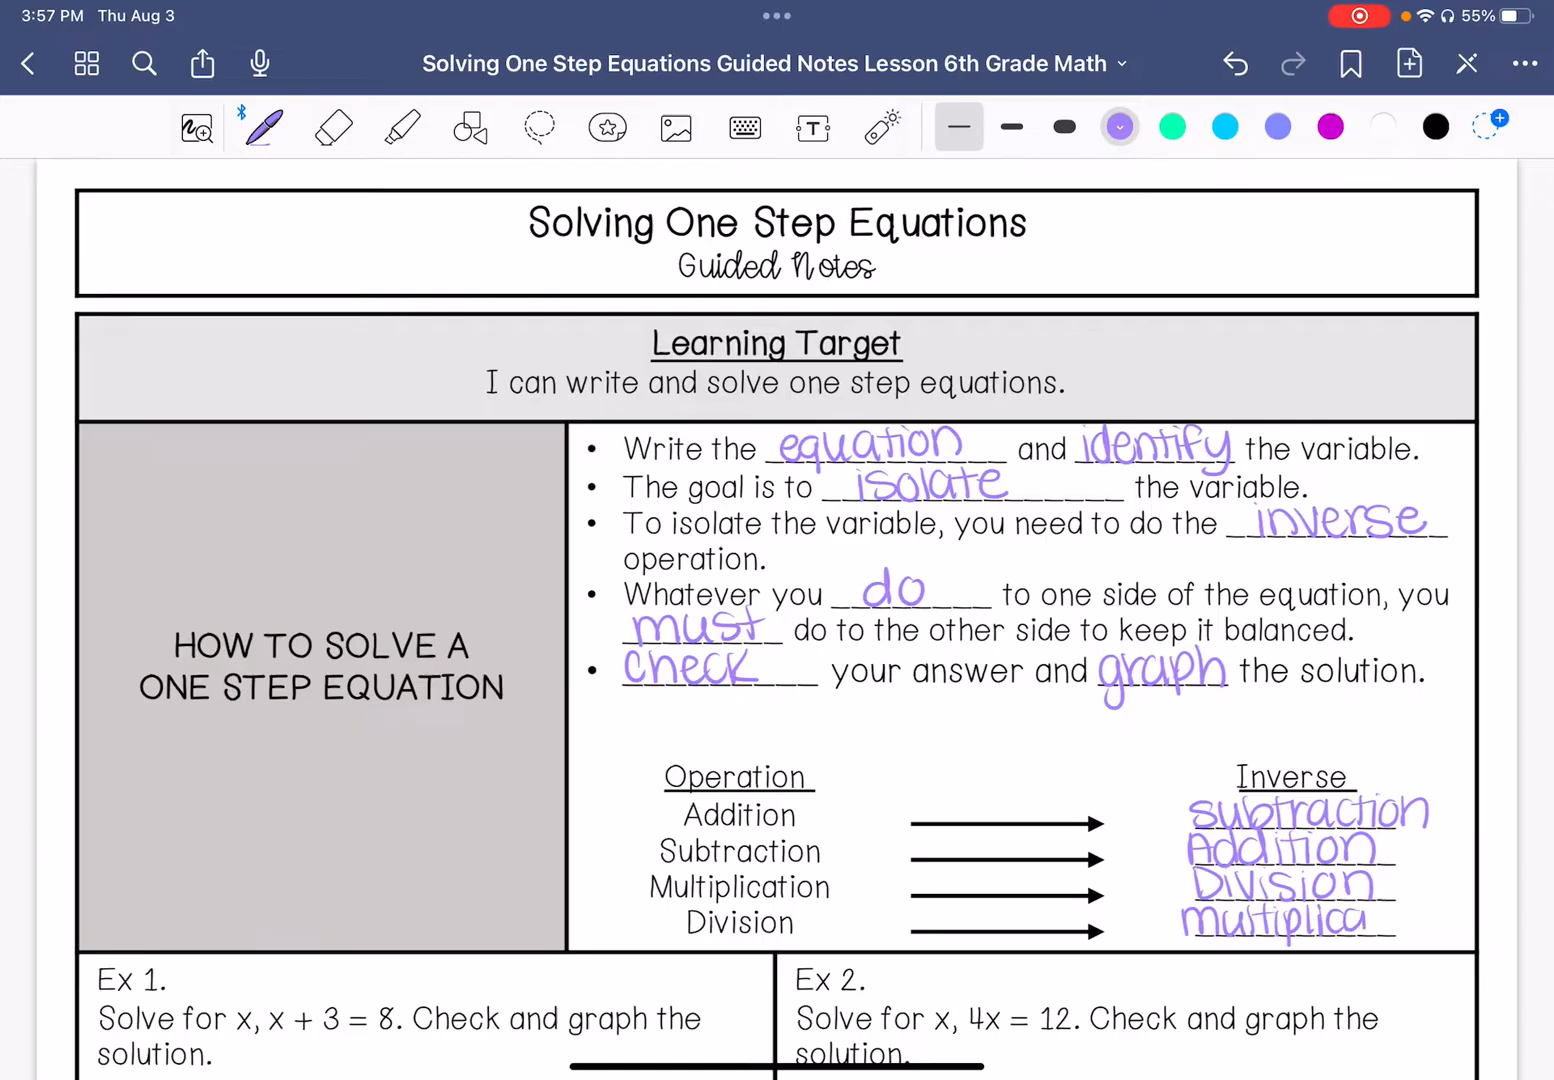 3:57 PM Thu Aug 3
55%
Solving One Step Equations Guided Notes Lesson 6th Grade Math
T
Solving One Step Equations
Guided Notes
Learning Target
I can write and solve one step equations.
HOW TO SOLVE A
ONE STEP EQUATION
• Write the equation and identify the variable.
• The goal is to isolate the variable.
• To isolate the variable, you need to do the inverse
operation.
• Whatever you do to one side of the equation, you
must do to the other side to keep it balanced.
• check your answer and graph the solution.
Operation Inverse
Addition subtraction
Subtraction Addition
Multiplication Division
Division multiplica
Ex 1.
Solve for x, x + 3 = 8. Check and graph the
solution.
Ex 2.
Solve for x, 4x = 12. Check and graph the
solution.